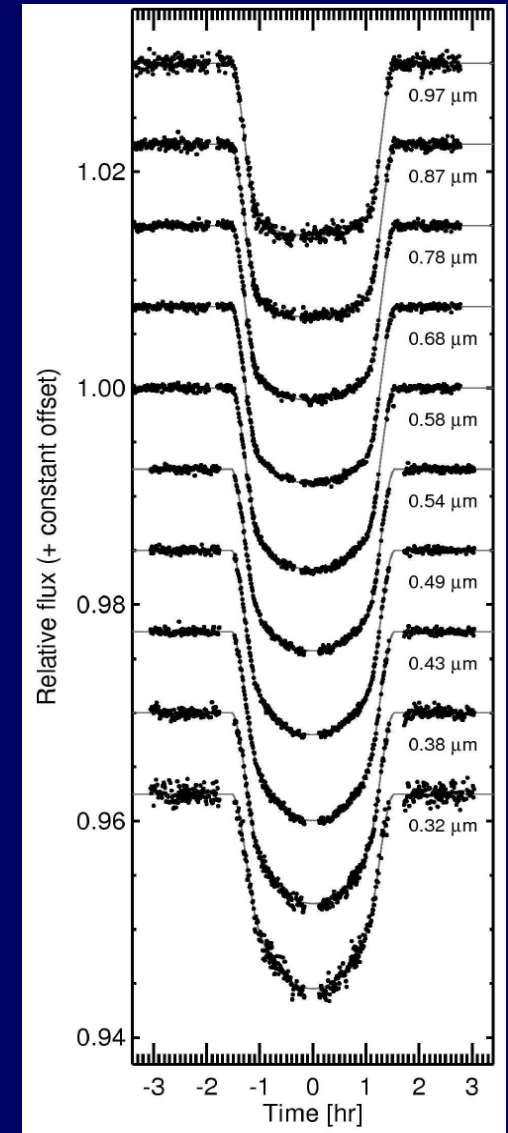 0.97 μm
0.87 μm
1.02
0.78 μm
0.68 μm
1.00
0.58 μm
0.54 μm
0.49 μm
0.98
0.43 μm
0.38 μm
0.96
0.32 μm
0.94
Relative flux (+ constant offset)
-3 -2 -1 0 1 2 3
Time [hr]